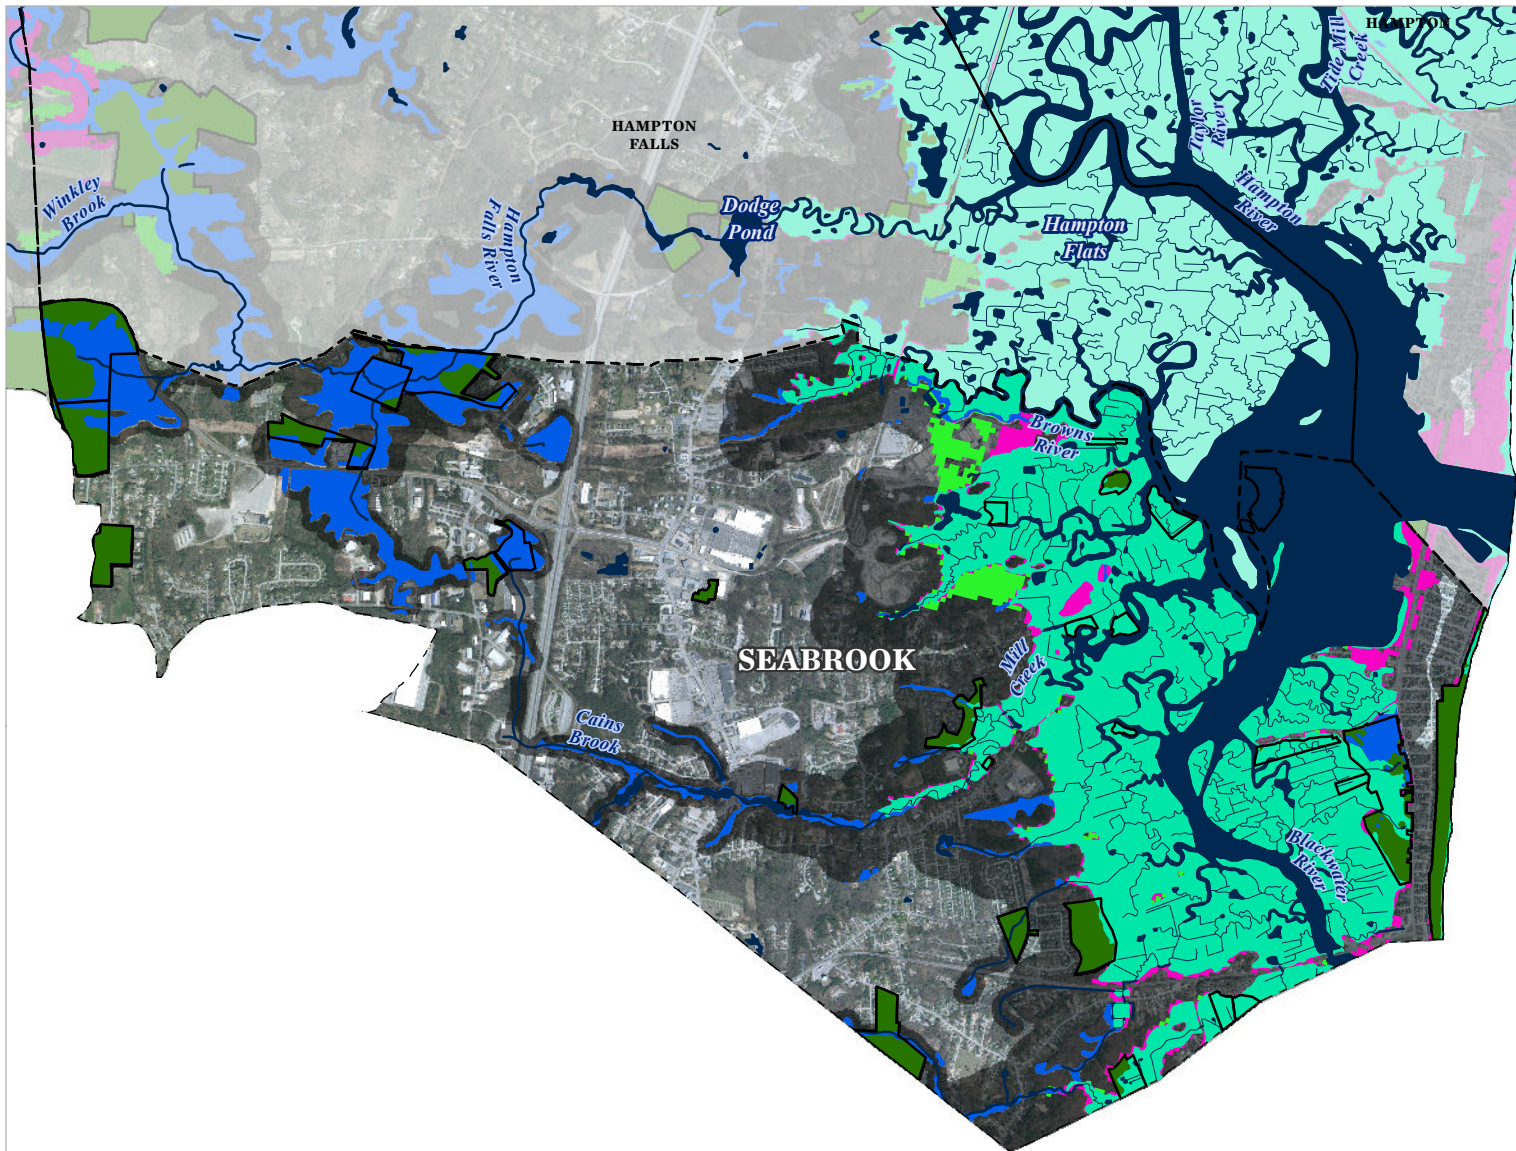 HAMPTON
Tide Mill
Creek
HAMPTON
FALLS
Taylor
River
Winkley
Brook
Hampton
River
Dodge
Pond
Hampton
Falls River
Hampton
Flats
Browns
River
SEABROOK
Mill
Creek
Cains
Brook
Blackwater
River